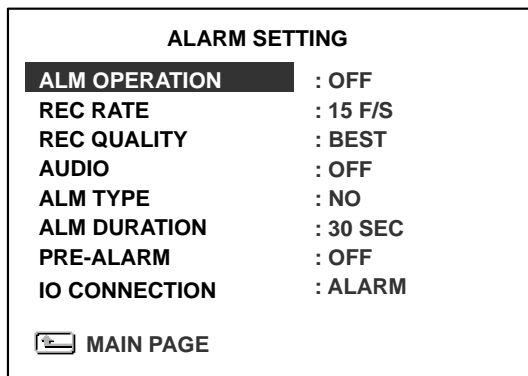 ALARM SETTING
ALM OPERATION : OFF
REC RATE : 15 F/S
REC QUALITY : BEST
AUDIO : OFF
ALM TYPE : NO
ALM DURATION : 30 SEC
PRE-ALARM : OFF
IO CONNECTION : ALARM
MAIN PAGE